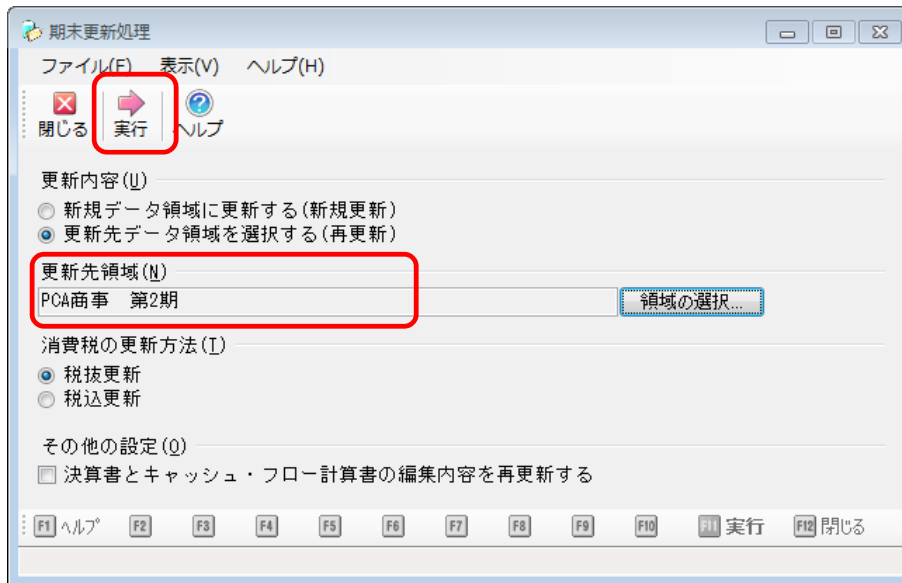 期末更新処理
ファイル(F) 表示(V) ヘルプ(H)
閉じる 実行 ヘルプ
更新内容(U)
新規データ領域に更新する(新規更新)
更新先データ領域を選択する(再更新)
更新先領域(N)
PCA商事 第2期 領域の選択...
消費税の更新方法(T)
税抜更新
税込更新
その他の設定(O)
決算書とキャッシュ・フロー計算書の編集内容を再更新する
F1 ヘルプ F2 F3 F4 F5 F6 F7 F8 F9 F10 F11 実行 F12 閉じる